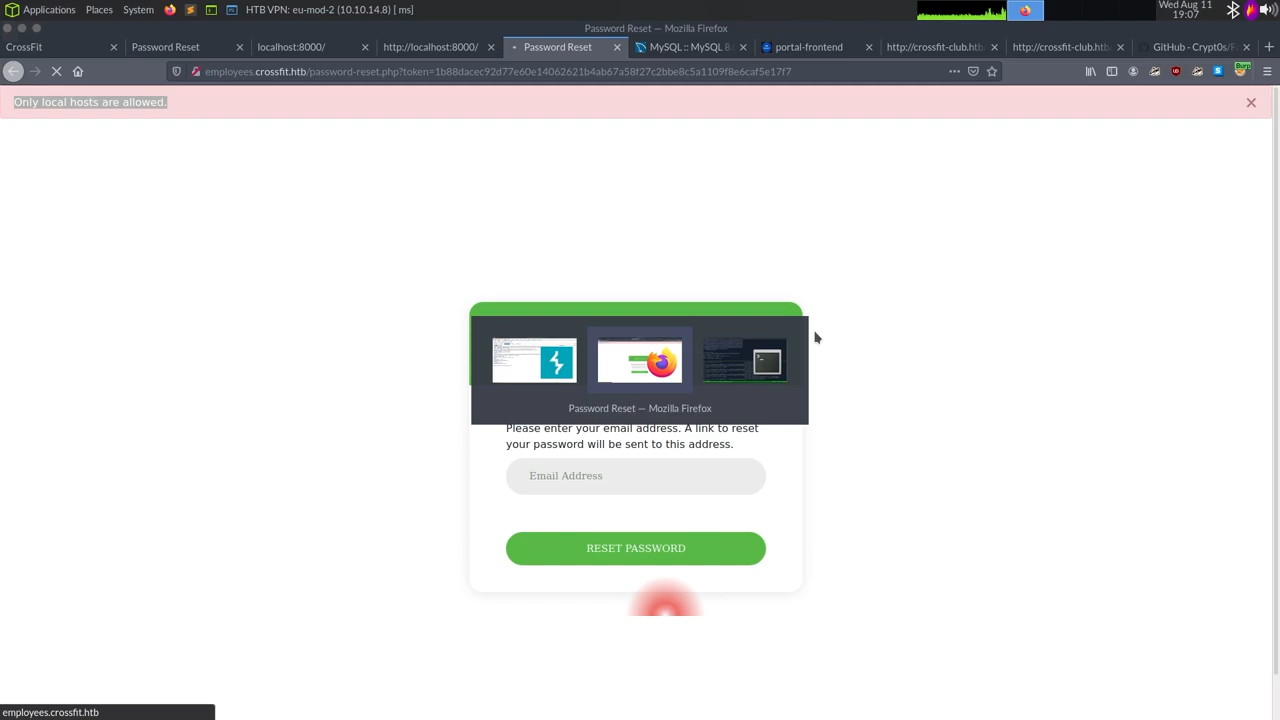 Applications Places System HTB VPN: eu-mod-2 (10.10.14.8) [ms] Wed Aug 11
19:07
Password Reset — Mozilla Firefox
CrossFit Password Reset localhost:8000/ http://localhost:8000/ Password Reset MySQL :: MySQL 8. portal-frontend http://crossfit-club.htb http://crossfit-club.htb. GitHub - Crypt0s/F
employees.crossfit.htb/password-reset.php?token=1b88dacec92d77e60e14062621b4ab67a58f27c2bbe8c5a1109f8e6caf5e17f7
Burp
Only local hosts are allowed.
Password Reset — Mozilla Firefox
Please enter your email address. A link to reset
your password will be sent to this address.
Email Address
RESET PASSWORD
employees.crossfit.htb